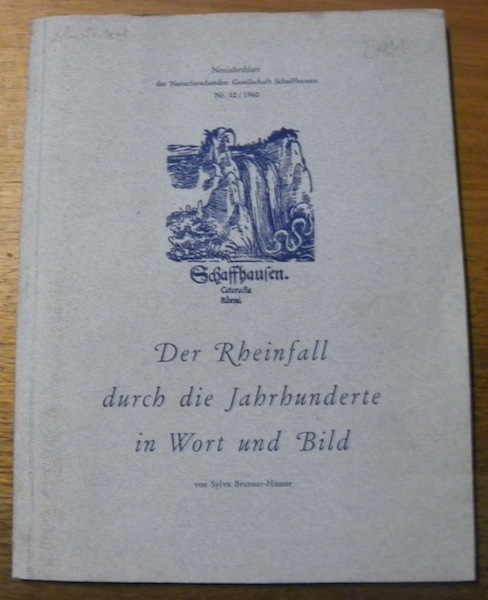 Neujahrsblatt
der Naturforschenden Gesellschaft Schaffhausen
Nr. 12 / 1960
Schaffhausen.
Cataracta
Rheni.
Der Rheinfall
durch die Jahrhunderte
in Wort und Bild
von Sylva Brunner-Hauser